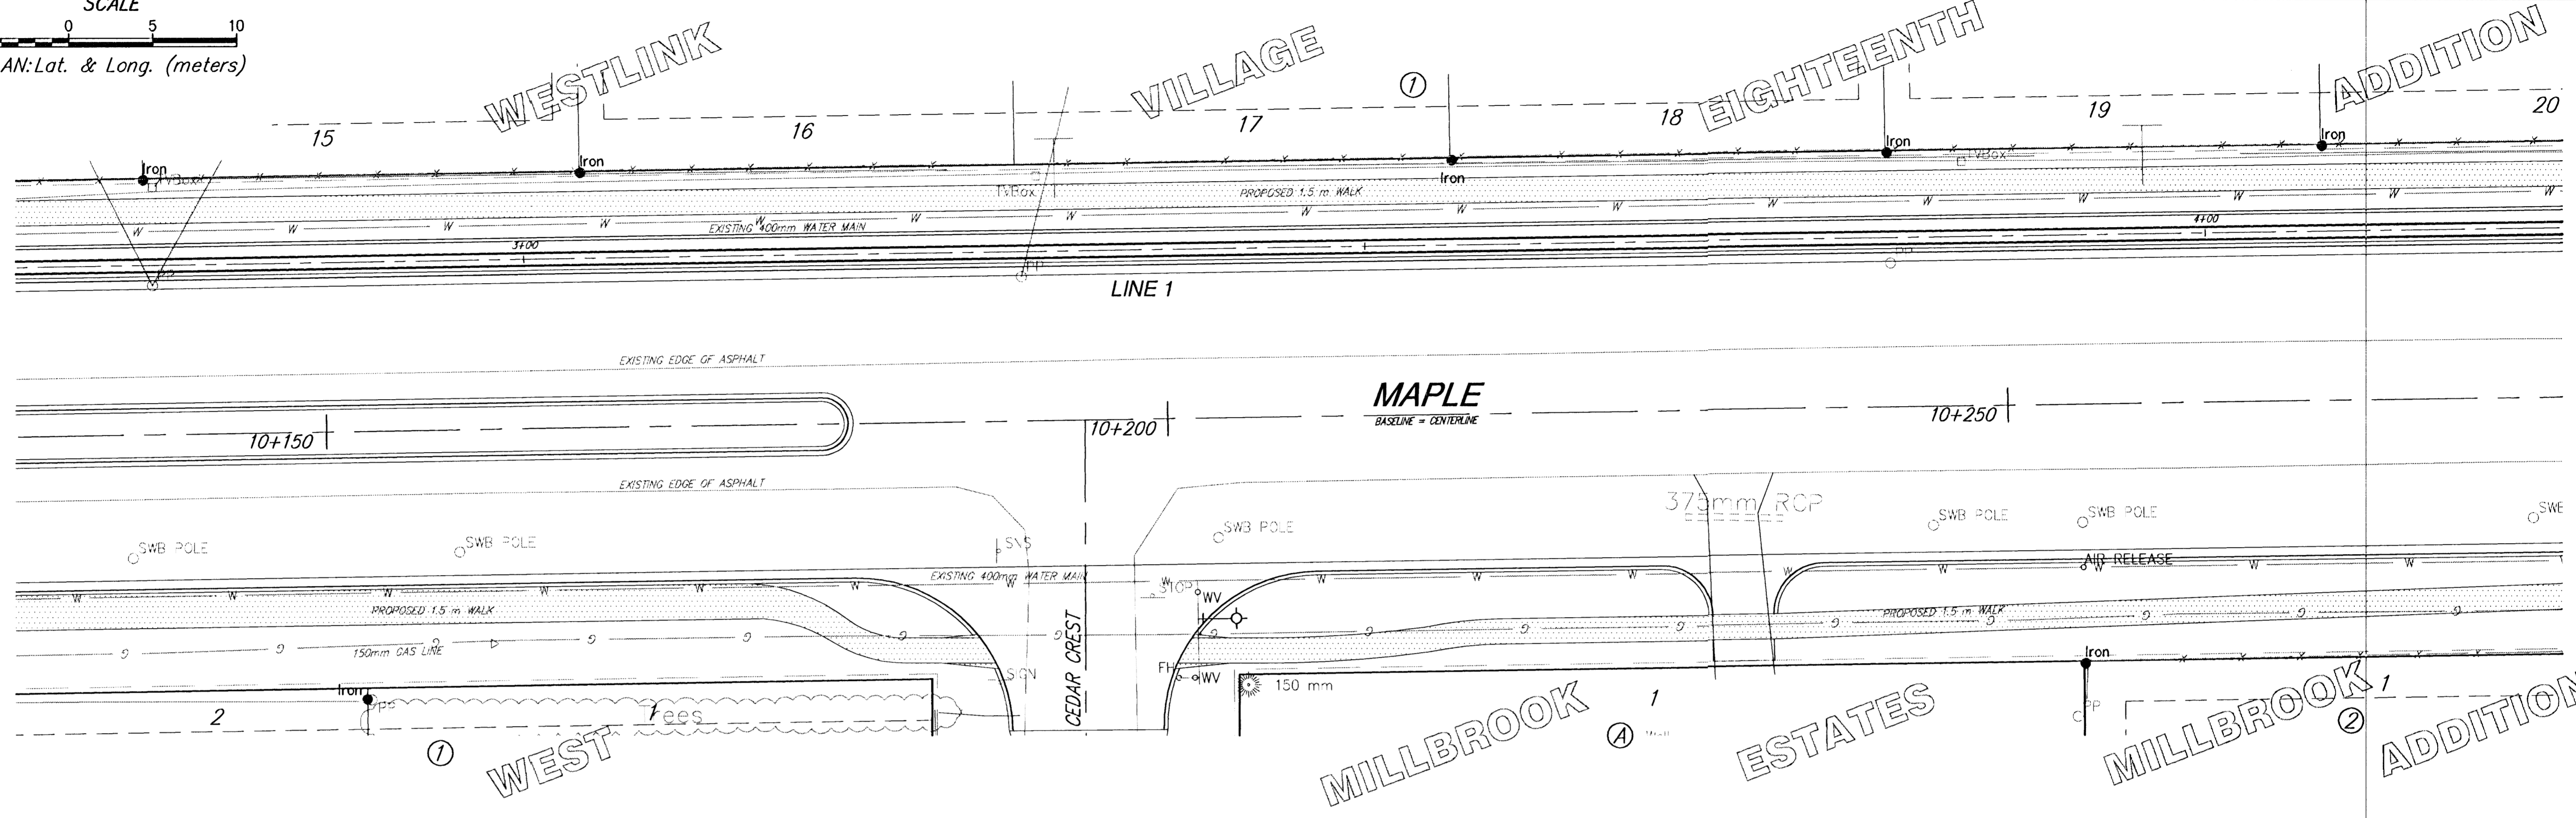 SCALE
0 5 10
AN:Lat. & Long. (meters)
WESTLINK VILLAGE EIGHTEENTH ADDITION
1
15 16 17 18 19 20
Iron Iron Iron Iron Iron
TVBox TVBox TVBox
PROPOSED 1.5 m WALK
W W W W W W W W W W W W W W W W
EXISTING 400mm WATER MAIN
3+00 4+00
PP PP PP
LINE 1
EXISTING EDGE OF ASPHALT
MAPLE
BASELINE = CENTERLINE
10+150 10+200 10+250
EXISTING EDGE OF ASPHALT
375mm RCP
SWB POLE SWB POLE SWB POLE SWB POLE SWB POLE SWB
SNS
EXISTING 400mm WATER MAIN
AIR RELEASE
W W W W W W W W W W W W W W W W
STOP WV
PROPOSED 1.5 m WALK PROPOSED 1.5 m WALK
G G G G G G G G G G G G G G G G
150mm GAS LINE
CEDAR CREST
SIGN FH WV
Iron Iron
150 mm
2 Trees 1 1 1
1 A 2
WEST MILLBROOK ESTATES MILLBROOK ADDITION